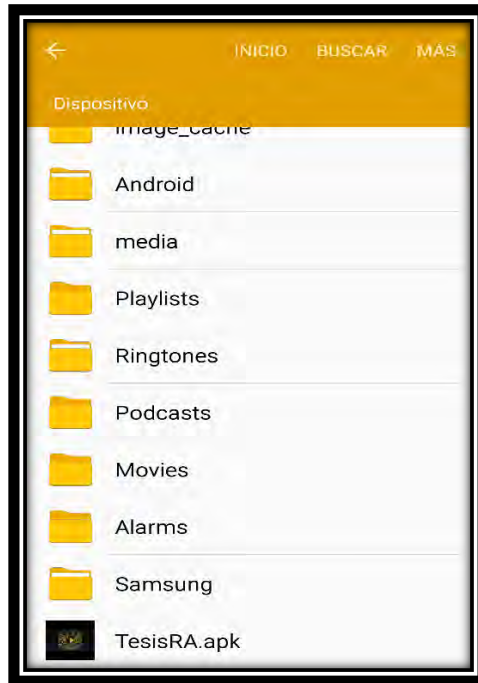 INICIO BUSCAR MÁS
Dispositivo
image_cache
Android
media
Playlists
Ringtones
Podcasts
Movies
Alarms
Samsung
TesisRA.apk